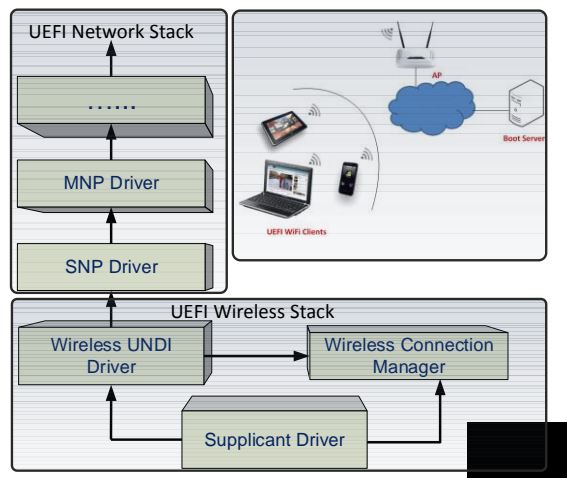 UEFI Network Stack
......
MNP Driver
SNP Driver
AP
Boot Server
UEFI WiFi Clients
UEFI Wireless Stack
Wireless UNDI
Driver
Wireless Connection
Manager
Supplicant Driver